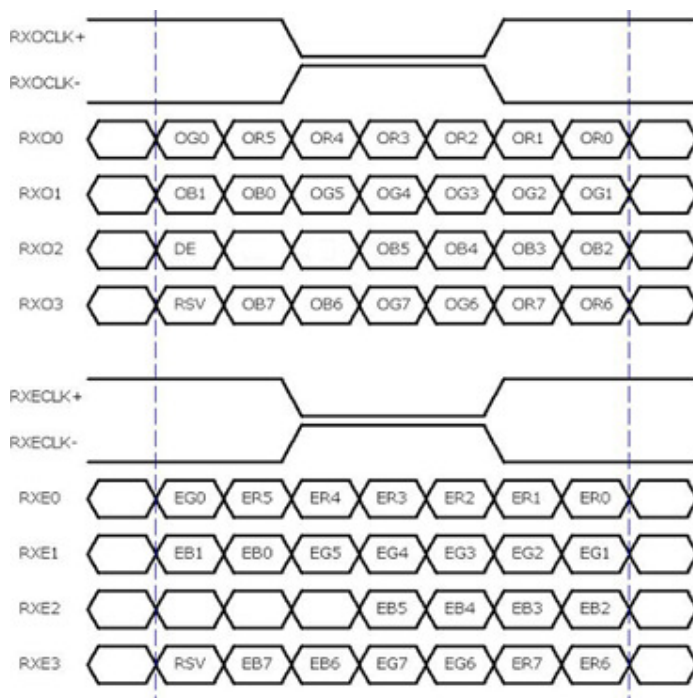 RXOCLK+
RXOCLK-
RXO0 OG0 OR5 OR4 OR3 OR2 OR1 OR0
RXO1 OB1 OB0 OG5 OG4 OG3 OG2 OG1
RXO2 DE OB5 OB4 OB3 OB2
RXO3 RSV OB7 OB6 OG7 OG6 OR7 OR6
RXECLK+
RXECLK-
RXE0 EG0 ER5 ER4 ER3 ER2 ER1 ER0
RXE1 EB1 EB0 EG5 EG4 EG3 EG2 EG1
RXE2 EB5 EB4 EB3 EB2
RXE3 RSV EB7 EB6 EG7 EG6 ER7 ER6